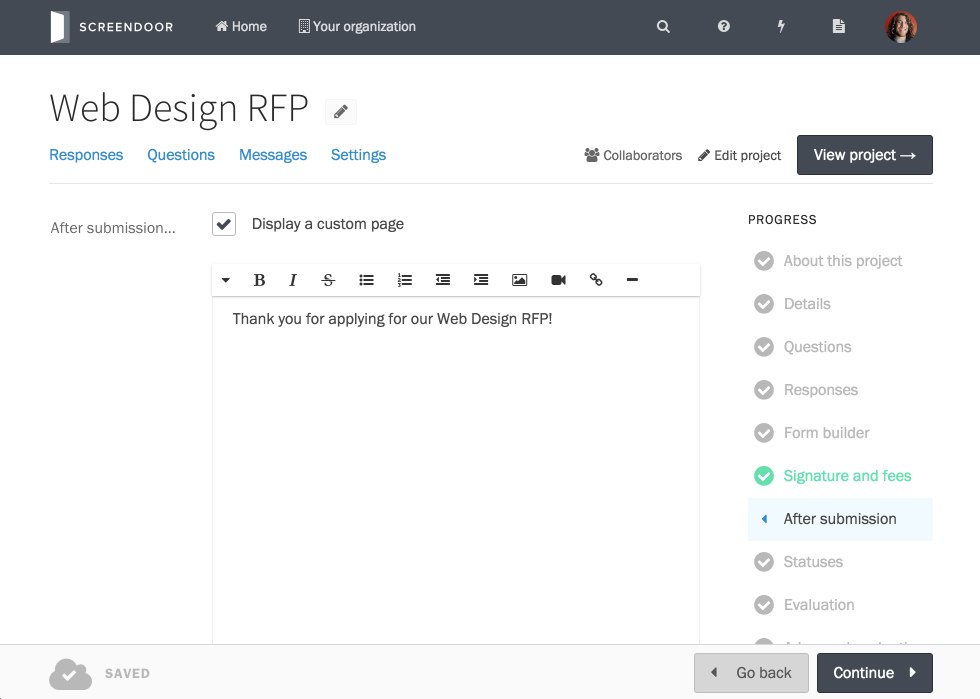 SCREENDOOR Home Your organization
Web Design RFP
Responses Questions Messages Settings Collaborators Edit project View project →
After submission... Display a custom page
B I S
Thank you for applying for our Web Design RFP!
PROGRESS
About this project
Details
Questions
Responses
Form builder
Signature and fees
After submission
Statuses
Evaluation
SAVED Go back Continue